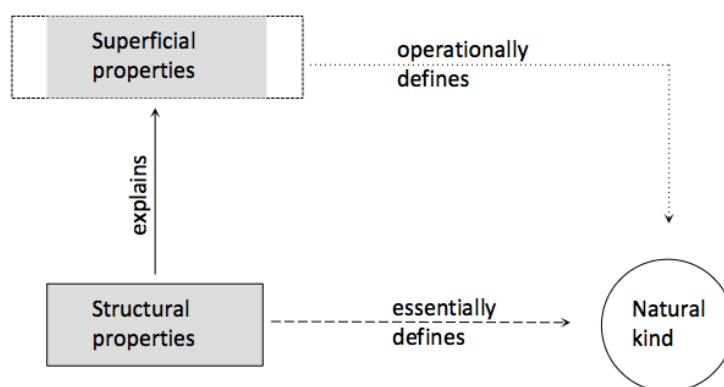 Superficial
properties
operationally
defines
explains
Structural
properties
essentially
defines
Natural
kind